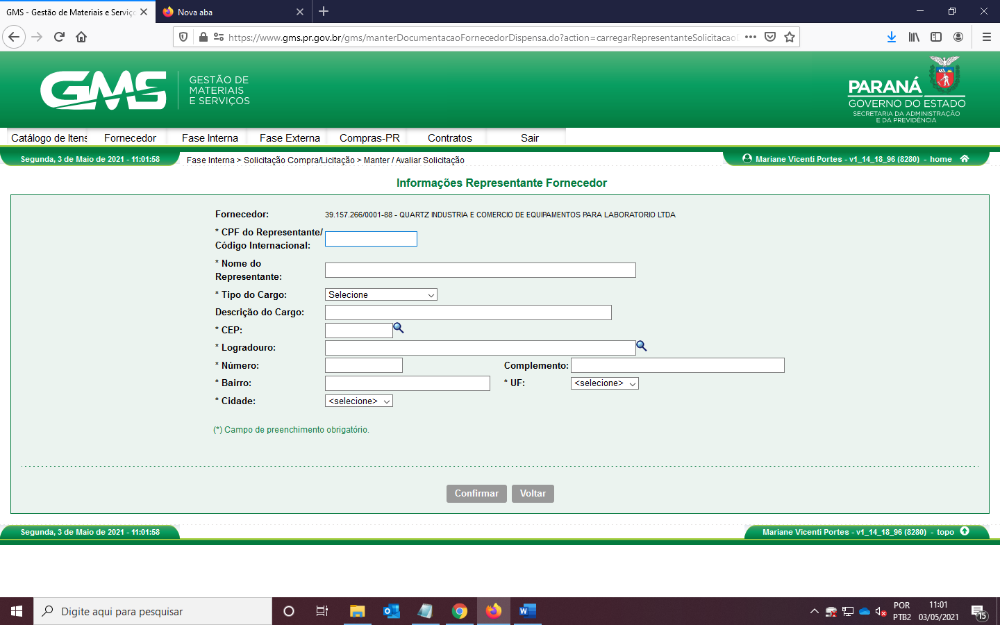 GMS - Gestão de Materiais e Serviç
Nova aba
https://www.gms.pr.gov.br/gms/manterDocumentacaoFornecedorDispensa.do?action=carregarRepresentanteSolicitacao
GMS
GESTÃO DE
MATERIAIS
E SERVIÇOS
PARANÁ
GOVERNO DO ESTADO
SECRETARIA DA ADMINISTRAÇÃO
E DA PREVIDÊNCIA
Catálogo de Itens Fornecedor Fase Interna Fase Externa Compras-PR Contratos Sair
Segunda, 3 de Maio de 2021 - 11:01:58
Fase Interna > Solicitação Compra/Licitação > Manter / Avaliar Solicitação
Mariane Vicenti Portes - v1_14_18_96 (8280) - home
Informações Representante Fornecedor
Fornecedor: 39.157.266/0001-88 - QUARTZ INDUSTRIA E COMERCIO DE EQUIPAMENTOS PARA LABORATORIO LTDA
* CPF do Representante/
Código Internacional:
* Nome do
Representante:
* Tipo do Cargo: Selecione
Descrição do Cargo:
* CEP:
* Logradouro:
* Número: Complemento:
* Bairro: * UF: <selecione>
* Cidade: <selecione>
(*) Campo de preenchimento obrigatório.
Confirmar Voltar
Segunda, 3 de Maio de 2021 - 11:01:58
Mariane Vicenti Portes - v1_14_18_96 (8280) - topo
Digite aqui para pesquisar
POR
PTB2
11:01
03/05/2021
15